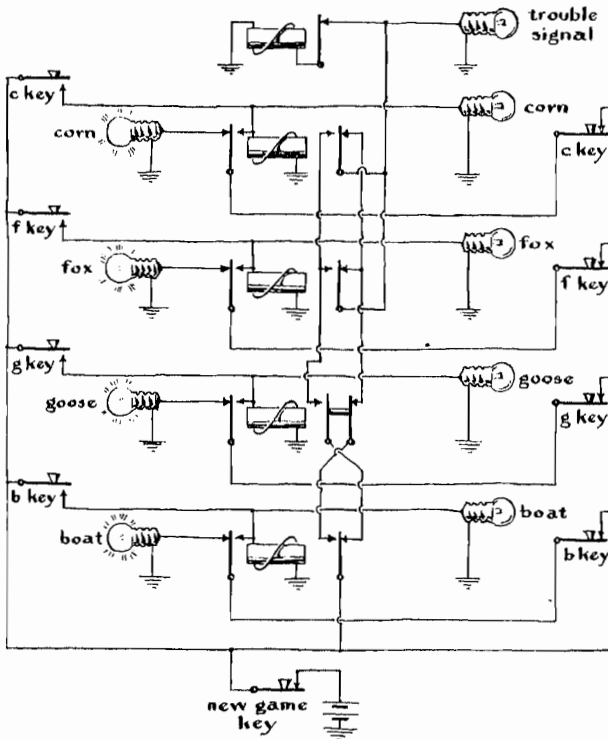 trouble
signal
c key
corn
corn
c key
f key
fox
fox
f key
g key
goose
goose
g key
b key
boat
boat
b key
new game
key